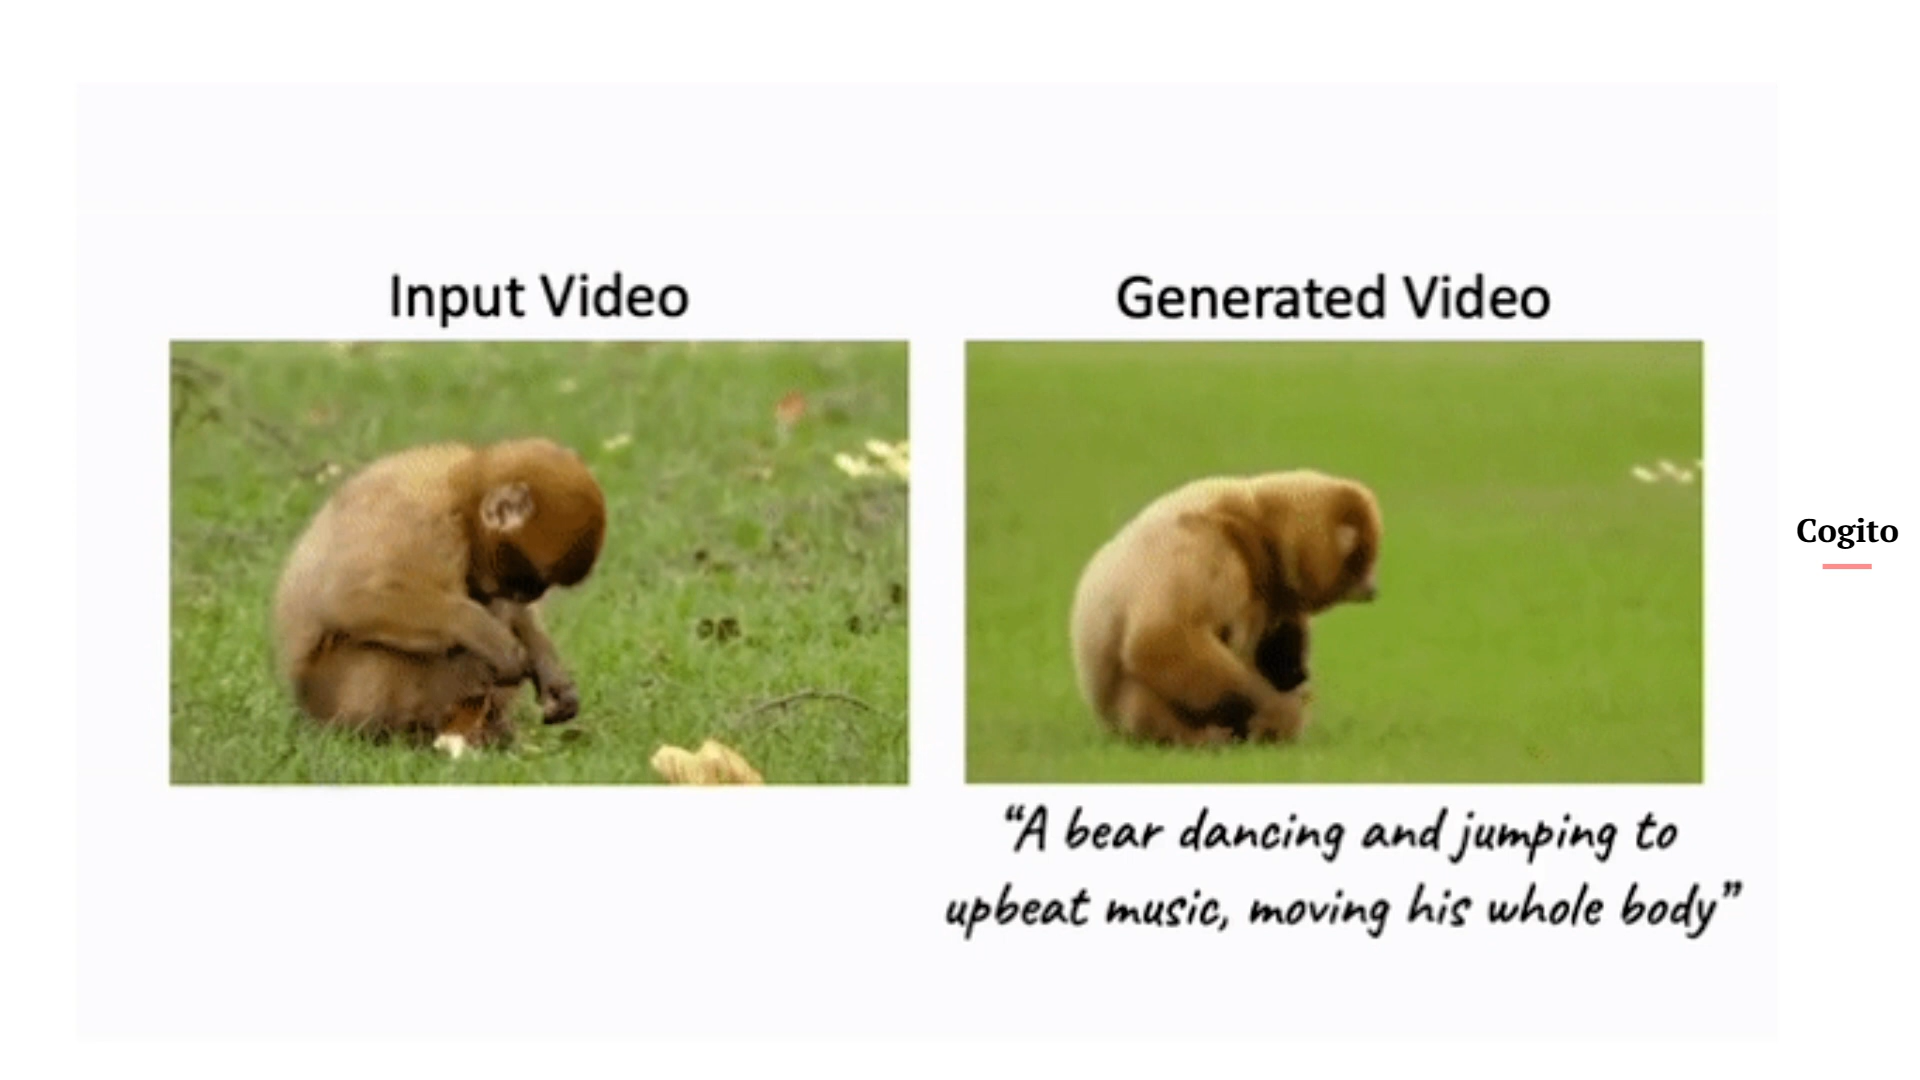 Input Video
Generated Video
“A bear dancing and jumping to
upbeat music, moving his whole body”
Cogito